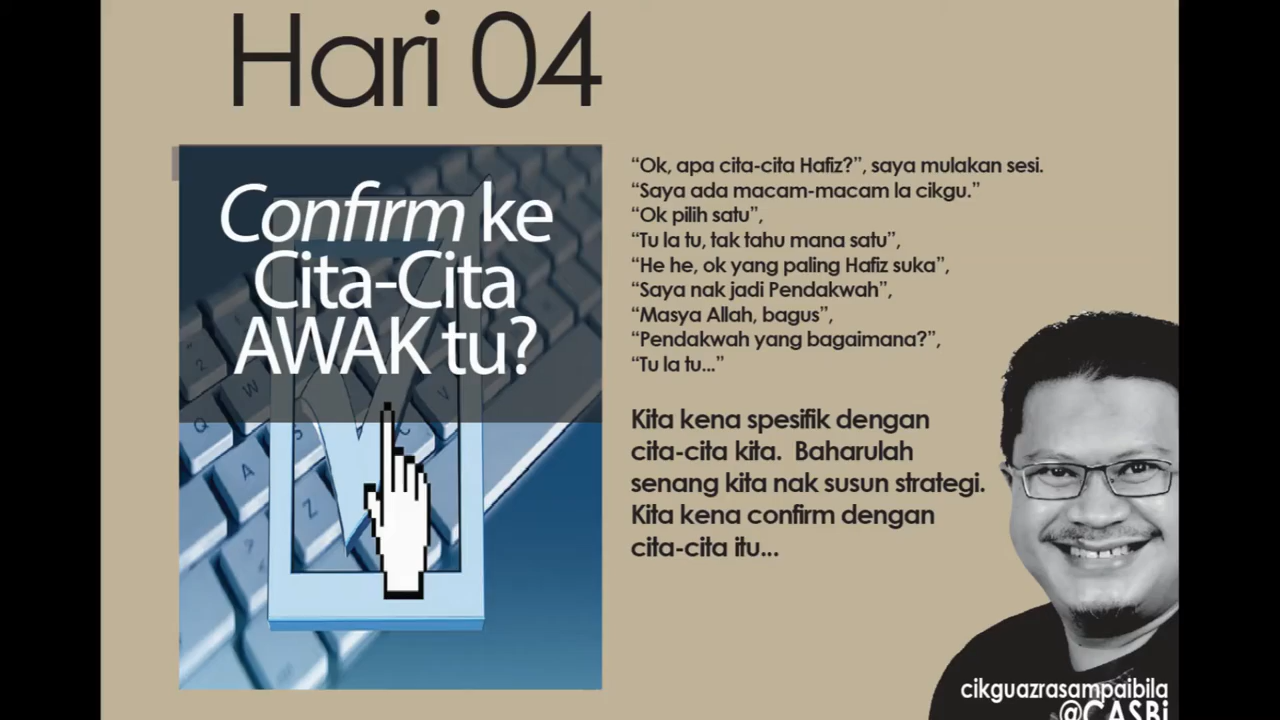 Hari 04
Confirm ke
Cita-Cita
AWAK tu?
“Ok, apa cita-cita Hafiz?”, saya mulakan sesi.
“Saya ada macam-macam la cikgu.”
“Ok pilih satu”,
“Tu la tu, tak tahu mana satu”,
“He he, ok yang paling Hafiz suka”,
“Saya nak jadi Pendakwah”,
“Masya Allah, bagus”,
“Pendakwah yang bagaimana?”,
“Tu la tu...”
Kita kena spesifik dengan
cita-cita kita. Baharulah
senang kita nak susun strategi.
Kita kena confirm dengan
cita-cita itu...
2
Q
W
V
S
C
A
Z
cikguazrasampaibila
@CASBi